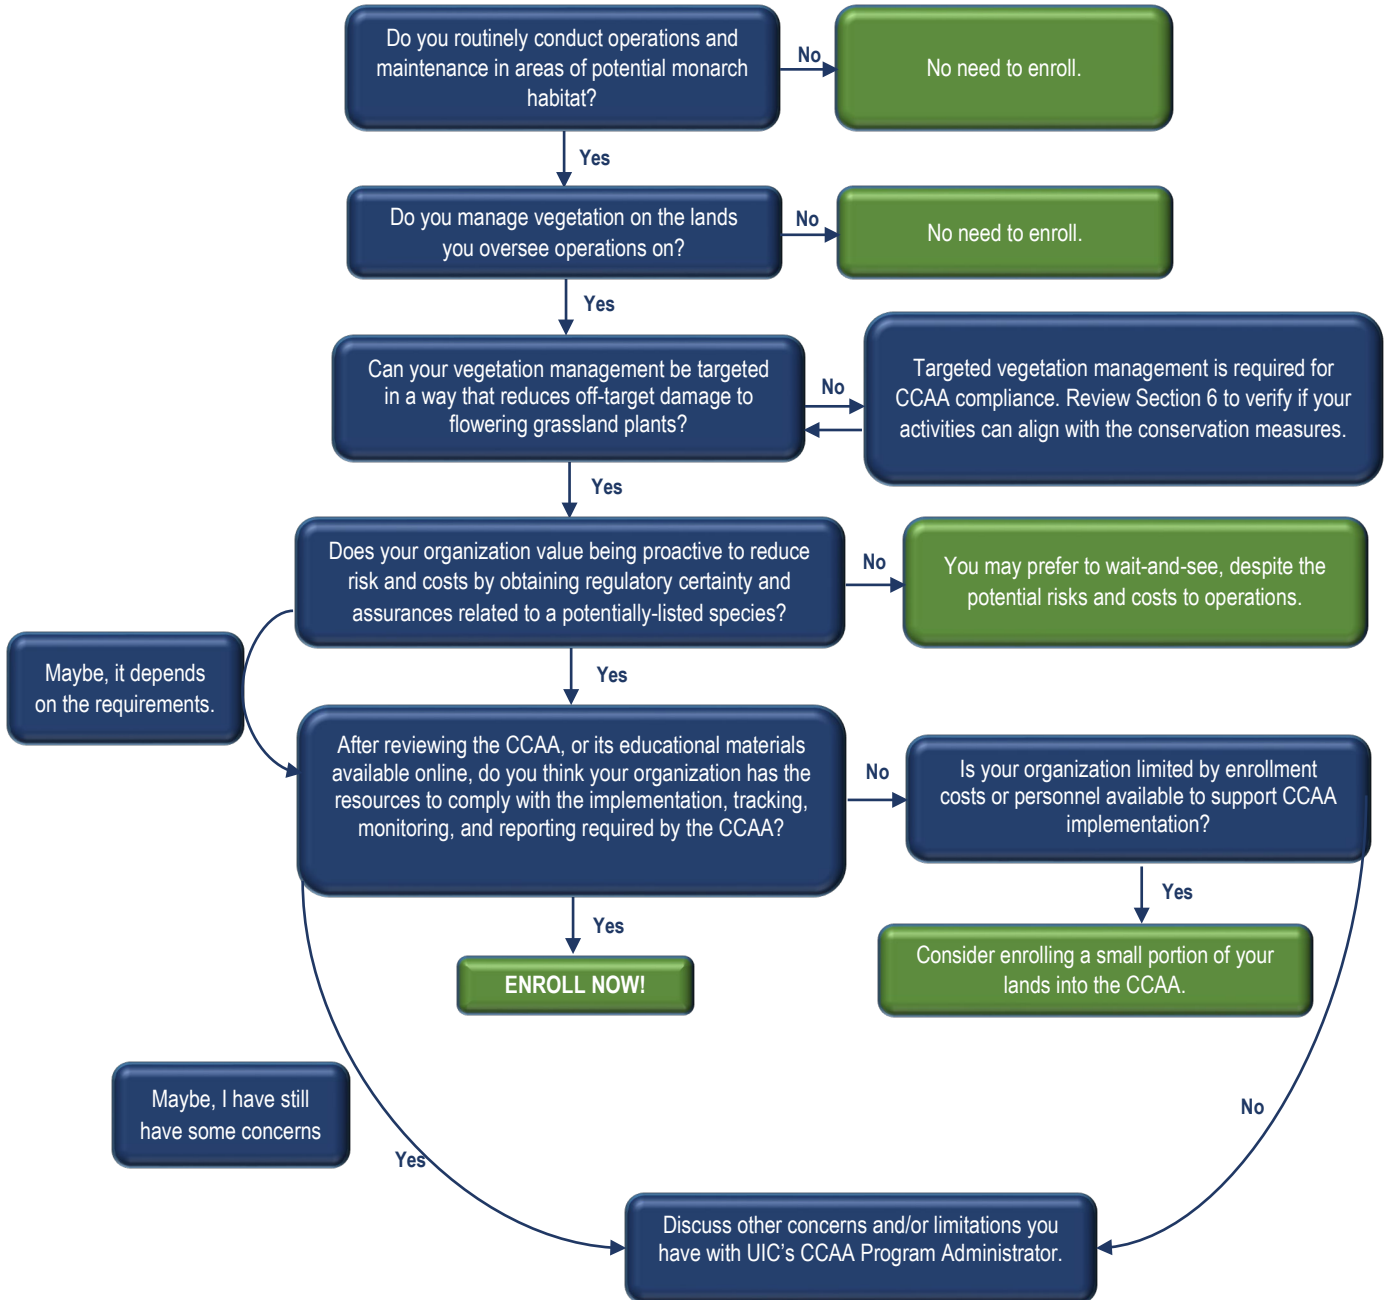 Do you routinely conduct operations and
maintenance in areas of potential monarch
habitat?
No
No need to enroll.
Yes
Do you manage vegetation on the lands
you oversee operations on?
No
No need to enroll.
Yes
Can your vegetation management be targeted
in a way that reduces off-target damage to
flowering grassland plants?
No
Targeted vegetation management is required for
CCAA compliance. Review Section 6 to verify if your
activities can align with the conservation measures.
Yes
Does your organization value being proactive to reduce
risk and costs by obtaining regulatory certainty and
assurances related to a potentially-listed species?
No
You may prefer to wait-and-see, despite the
potential risks and costs to operations.
Maybe, it depends
on the requirements.
Yes
After reviewing the CCAA, or its educational materials
available online, do you think your organization has the
resources to comply with the implementation, tracking,
monitoring, and reporting required by the CCAA?
No
Is your organization limited by enrollment
costs or personnel available to support CCAA
implementation?
Yes
Yes
ENROLL NOW!
Consider enrolling a small portion of your
lands into the CCAA.
Maybe, I have still
have some concerns
Yes
No
Discuss other concerns and/or limitations you
have with UIC's CCAA Program Administrator.